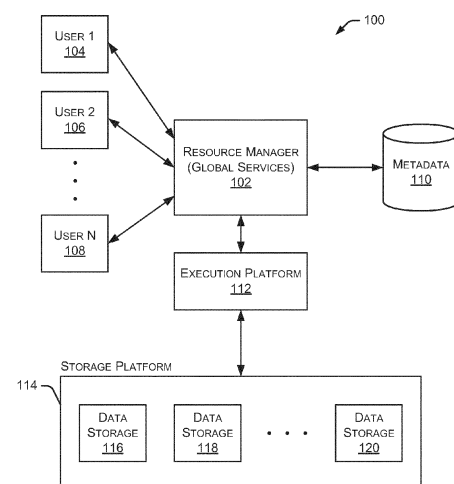 100
USER 1
104
USER 2
106
USER N
108
RESOURCE MANAGER
(GLOBAL SERVICES)
102
METADATA
110
EXECUTION PLATFORM
112
STORAGE PLATFORM
114
DATA
STORAGE
116
DATA
STORAGE
118
DATA
STORAGE
120